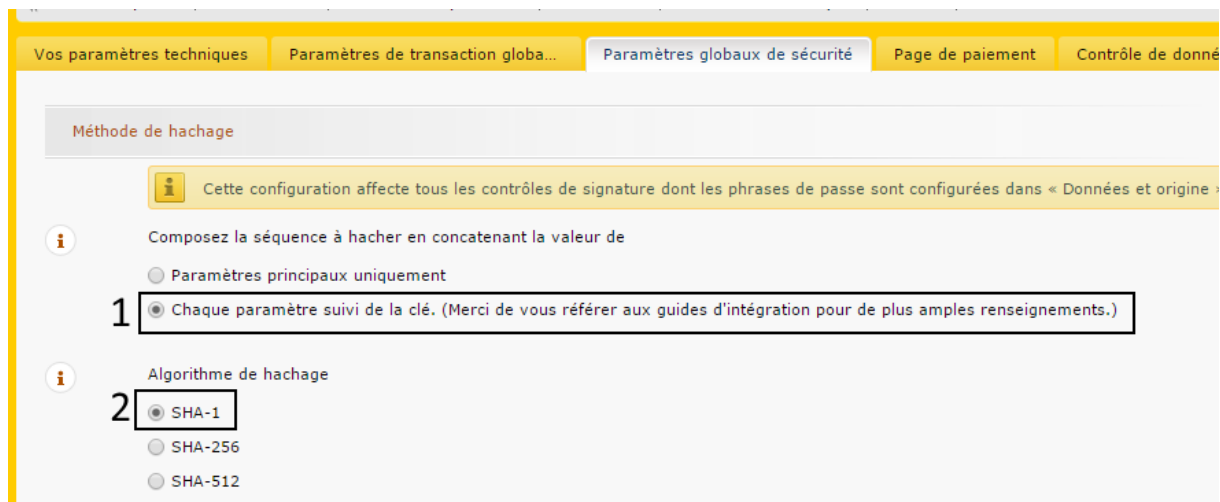 Vos paramètres techniques
Paramètres de transaction globa...
Paramètres globaux de sécurité
Page de paiement
Contrôle de donné
Méthode de hachage
Cette configuration affecte tous les contrôles de signature dont les phrases de passe sont configurées dans « Données et origine »
Composez la séquence à hacher en concatenant la valeur de
Paramètres principaux uniquement
1 Chaque paramètre suivi de la clé. (Merci de vous référer aux guides d'intégration pour de plus amples renseignements.)
Algorithme de hachage
2 SHA-1
SHA-256
SHA-512